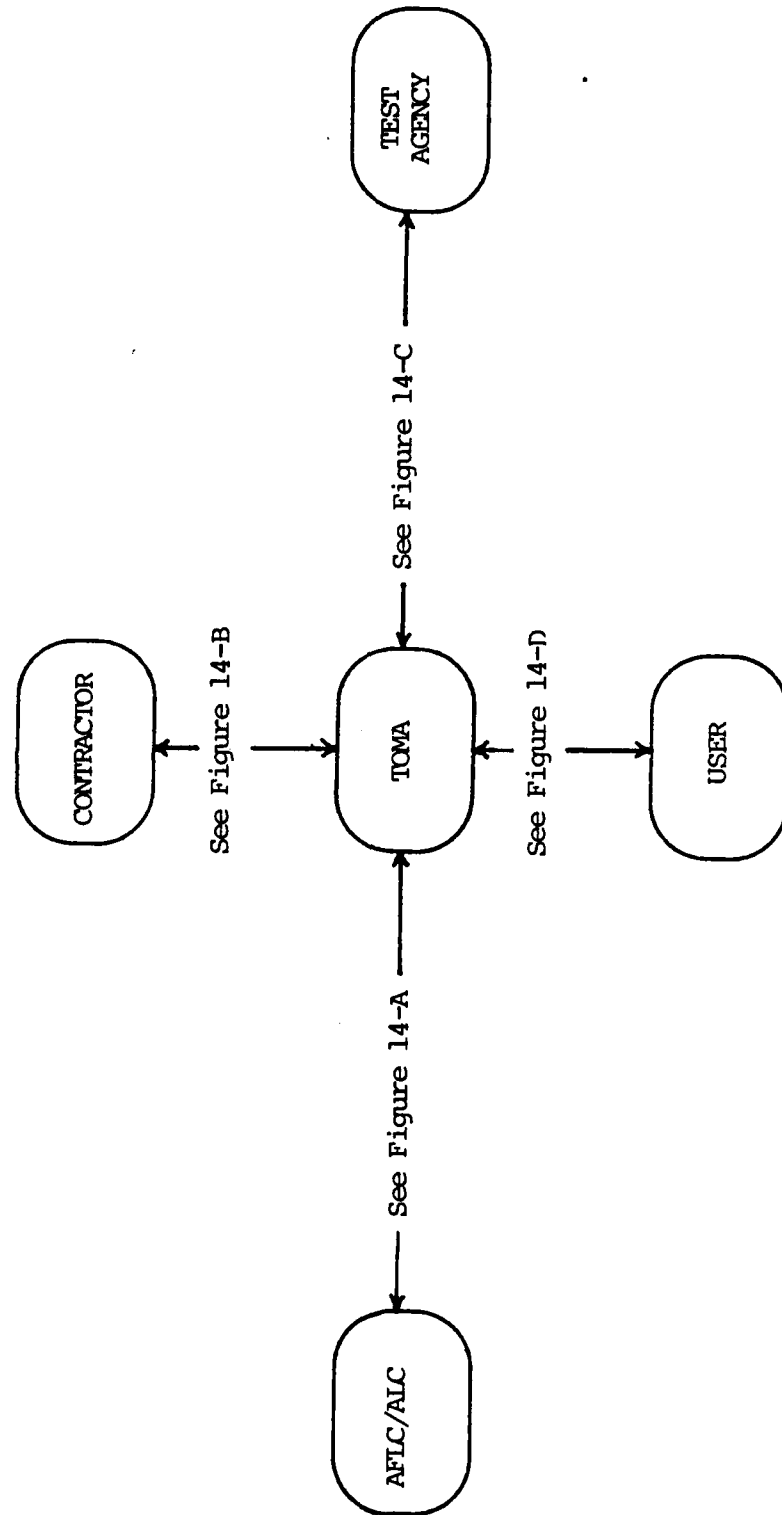 CONTRACTOR
See Figure 14-B
AFLC/ALC
See Figure 14-A
TOMA
See Figure 14-C
TEST
AGENCY
See Figure 14-D
USER